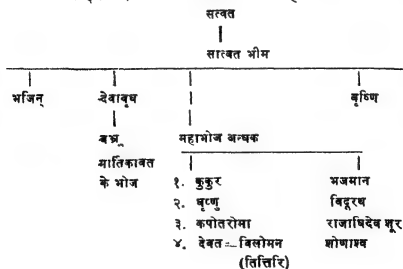 सत्वत
सात्वत भीम
भजिन् देवावृध वृष्णि
बभ्रु महाभोज अन्धक
मार्तिकावत
के भोज
१. कुकुर भजमान
२. धृष्णु विदूरथ
३. कपोतरोमा राजाधिदेव शूर
४. देवत — विलोमन शोणाश्व
(तित्तिरि)